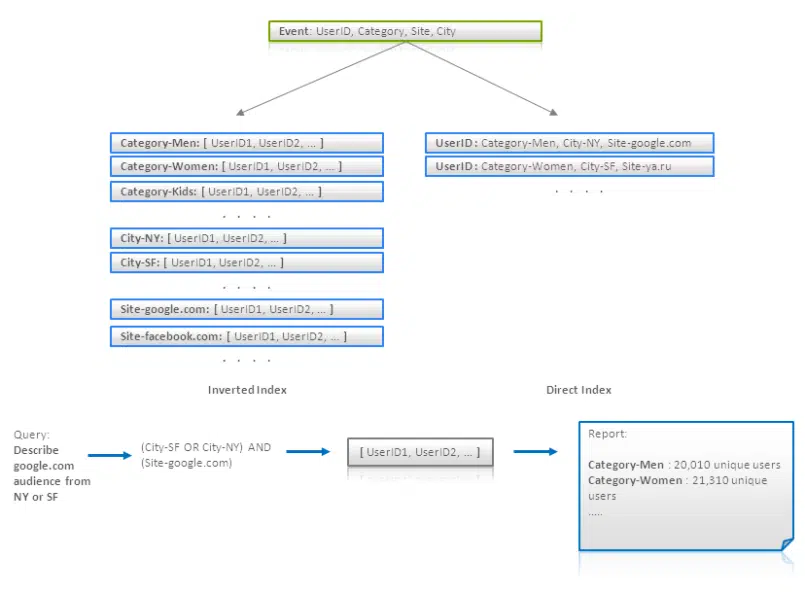 Event: UserID, Category, Site, City
Category-Men: [ UserID1, UserID2, ... ]
Category-Women: [ UserID1, UserID2, ... ]
Category-Kids: [ UserID1, UserID2, ... ]
. . . .
City-NY: [ UserID1, UserID2, ... ]
City-SF: [ UserID1, UserID2, ... ]
. . . .
Site-google.com: [ UserID1, UserID2, ... ]
Site-facebook.com: [ UserID1, UserID2, ... ]
. . . .
Inverted Index
UserID: Category-Men, City-NY, Site-google.com
UserID: Category-Women, City-SF, Site-ya.ru
. . . .
Direct Index
Query:
Describe
google.com
audience from
NY or SF
(City-SF OR City-NY) AND
(Site-google.com)
[ UserID1, UserID2, ... ]
Report:
Category-Men : 20,010 unique users
Category-Women : 21,310 unique
users
.....